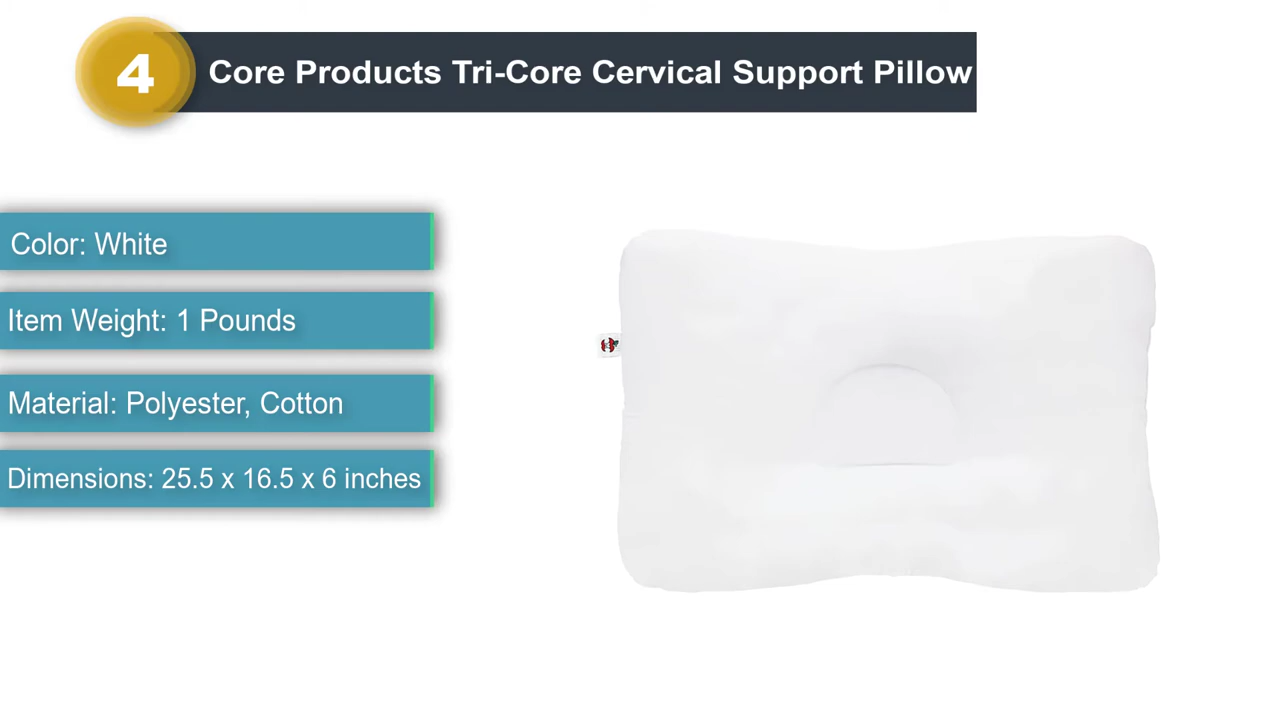 4
Core Products Tri-Core Cervical Support Pillow
Color: White
Item Weight: 1 Pounds
Material: Polyester, Cotton
Dimensions: 25.5 x 16.5 x 6 inches